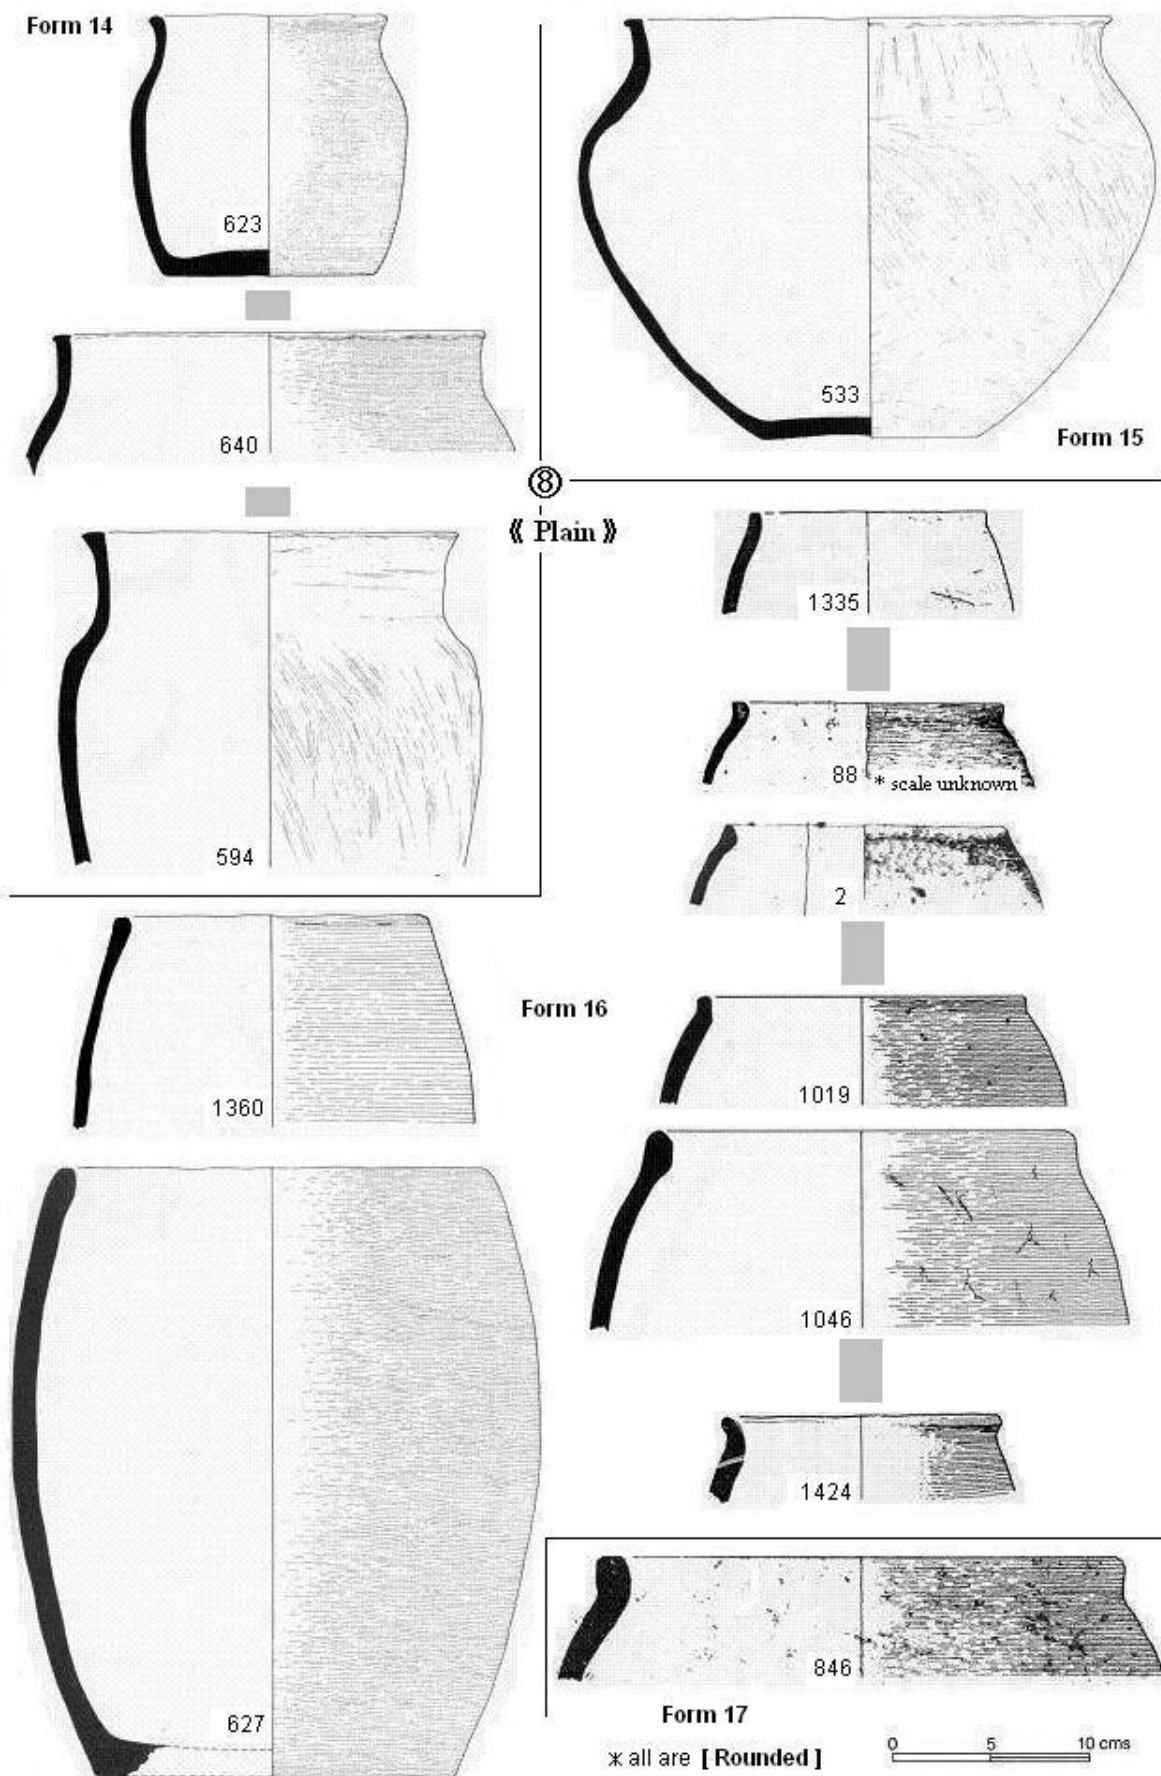 Form 14
623
640
594
533
Form 15
⑧
⟪ Plain ⟫
1335
88
* scale unknown
2
1360
Form 16
1019
1046
1424
627
846
Form 17
* all are [ Rounded ]
0 5 10 cms